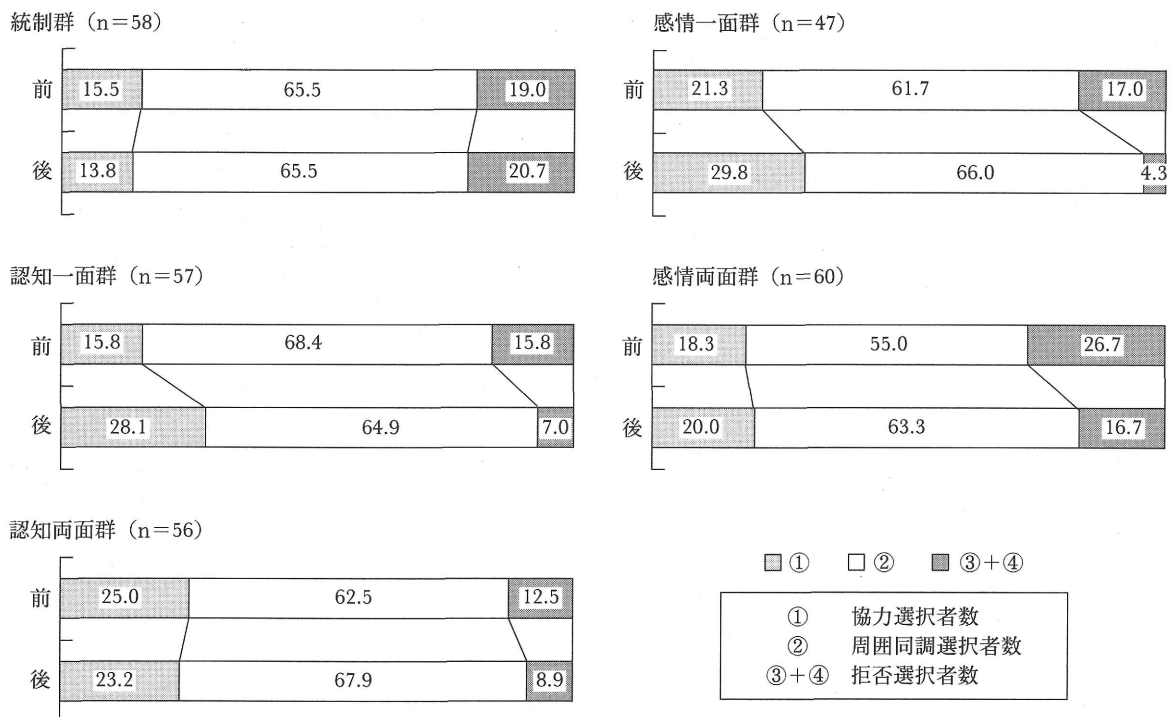 統制群（n＝58）
前 15.5 65.5 19.0
後 13.8 65.5 20.7
感情一面群（n＝47）
前 21.3 61.7 17.0
後 29.8 66.0 4.3
認知一面群（n＝57）
前 15.8 68.4 15.8
後 28.1 64.9 7.0
感情両面群（n＝60）
前 18.3 55.0 26.7
後 20.0 63.3 16.7
認知両面群（n＝56）
前 25.0 62.5 12.5
後 23.2 67.9 8.9
① ② ③＋④
① 協力選択者数
② 周囲同調選択者数
③＋④ 拒否選択者数